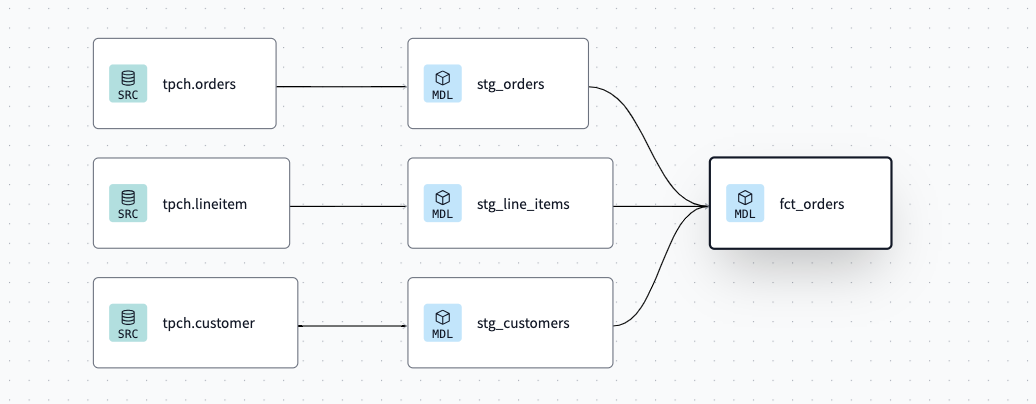 SRC
tpch.orders
MDL
stg_orders
SRC
tpch.lineitem
MDL
stg_line_items
MDL
fct_orders
SRC
tpch.customer
MDL
stg_customers